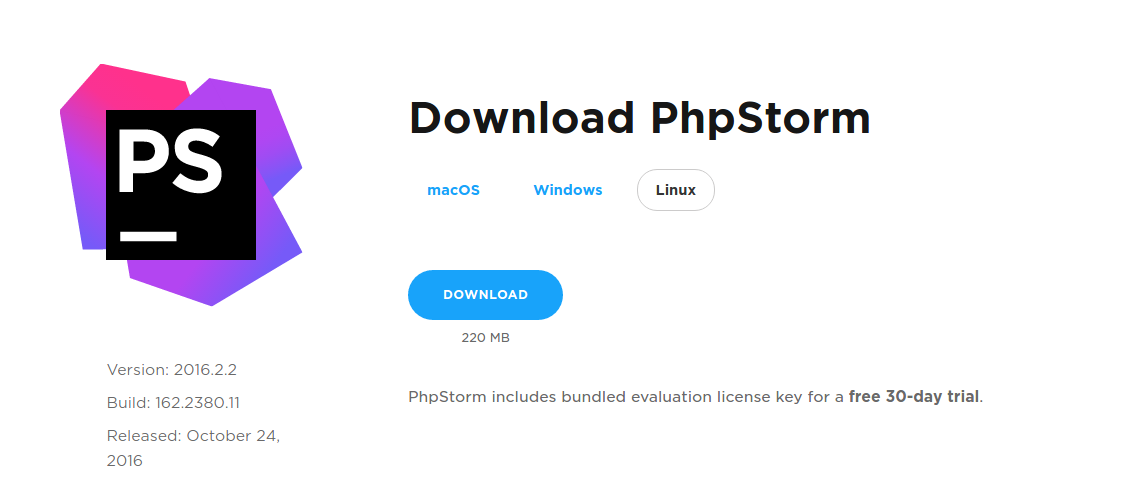 PS
Download PhpStorm
macOS Windows Linux
DOWNLOAD
220 MB
PhpStorm includes bundled evaluation license key for a free 30-day trial.
Version: 2016.2.2
Build: 162.2380.11
Released: October 24,
2016